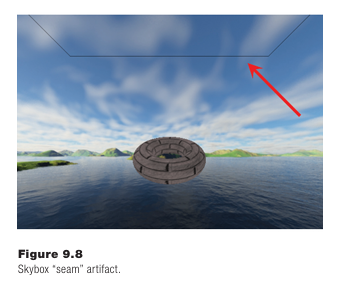 Figure 9.8
Skybox “seam” artifact.